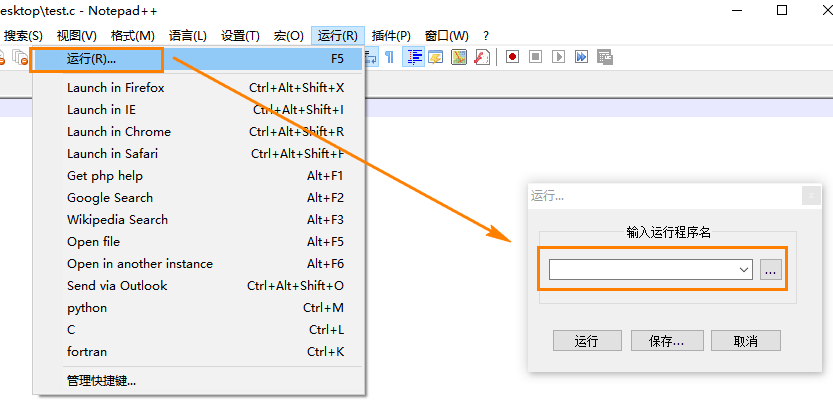 esktop\test.c - Notepad++
搜索(S) 视图(V) 格式(M) 语言(L) 设置(T) 宏(O) 运行(R) 插件(P) 窗口(W) ?
运行(R)... F5
Launch in Firefox Ctrl+Alt+Shift+X
Launch in IE Ctrl+Alt+Shift+I
Launch in Chrome Ctrl+Alt+Shift+R
Launch in Safari Ctrl+Alt+Shift+F
Get php help Alt+F1
Google Search Alt+F2
Wikipedia Search Alt+F3
Open file Alt+F5
Open in another instance Alt+F6
Send via Outlook Ctrl+Alt+Shift+O
python Ctrl+M
C Ctrl+L
fortran Ctrl+K
管理快捷键...
运行...
输入运行程序名
...
运行 保存... 取消